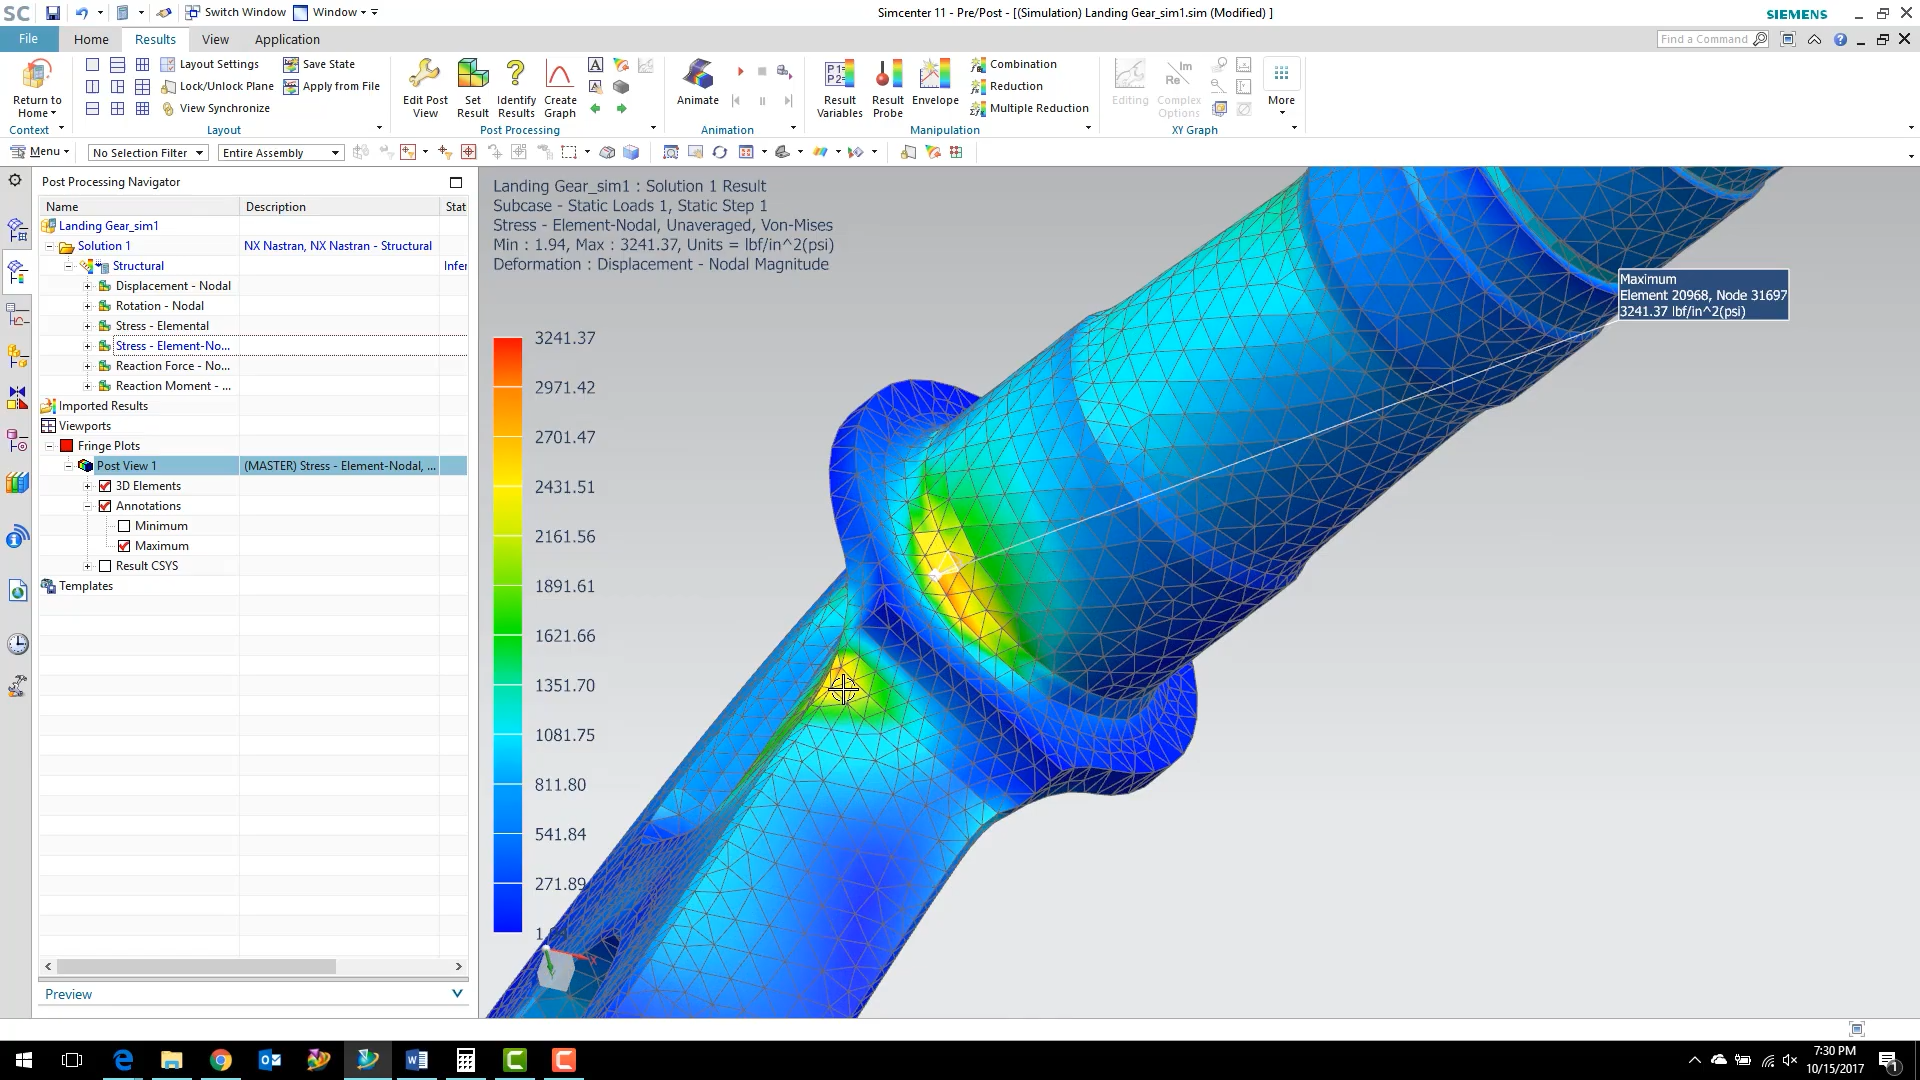 SC
Switch Window
Window
Simcenter 11 - Pre/Post - [(Simulation) Landing Gear_sim1.sim (Modified) ]
SIEMENS
File
Home
Results
View
Application
Find a Command
Return to Home
Layout Settings
Lock/Unlock Plane
View Synchronize
Save State
Apply from File
Edit Post View
Set Result
Identify Results
Create Graph
Animate
Result Variables
Result Probe
Envelope
Combination
Reduction
Multiple Reduction
Editing
Complex Options
More
Context
Layout
Post Processing
Animation
Manipulation
XY Graph
Menu
No Selection Filter
Entire Assembly
Post Processing Navigator
Name
Description
Stat
Landing Gear_sim1
Solution 1
NX Nastran, NX Nastran - Structural
Structural
Infer
Displacement - Nodal
Rotation - Nodal
Stress - Elemental
Stress - Element-No...
Reaction Force - No...
Reaction Moment - ...
Imported Results
Viewports
Fringe Plots
Post View 1
(MASTER) Stress - Element-Nodal, ...
3D Elements
Annotations
Minimum
Maximum
Result CSYS
Templates
Preview
Landing Gear_sim1 : Solution 1 Result
Subcase - Static Loads 1, Static Step 1
Stress - Element-Nodal, Unaveraged, Von-Mises
Min : 1.94, Max : 3241.37, Units = lbf/in^2(psi)
Deformation : Displacement - Nodal Magnitude
3241.37
2971.42
2701.47
2431.51
2161.56
1891.61
1621.66
1351.70
1081.75
811.80
541.84
271.89
Maximum
Element 20968, Node 31697
3241.37 lbf/in^2(psi)
7:30 PM
10/15/2017